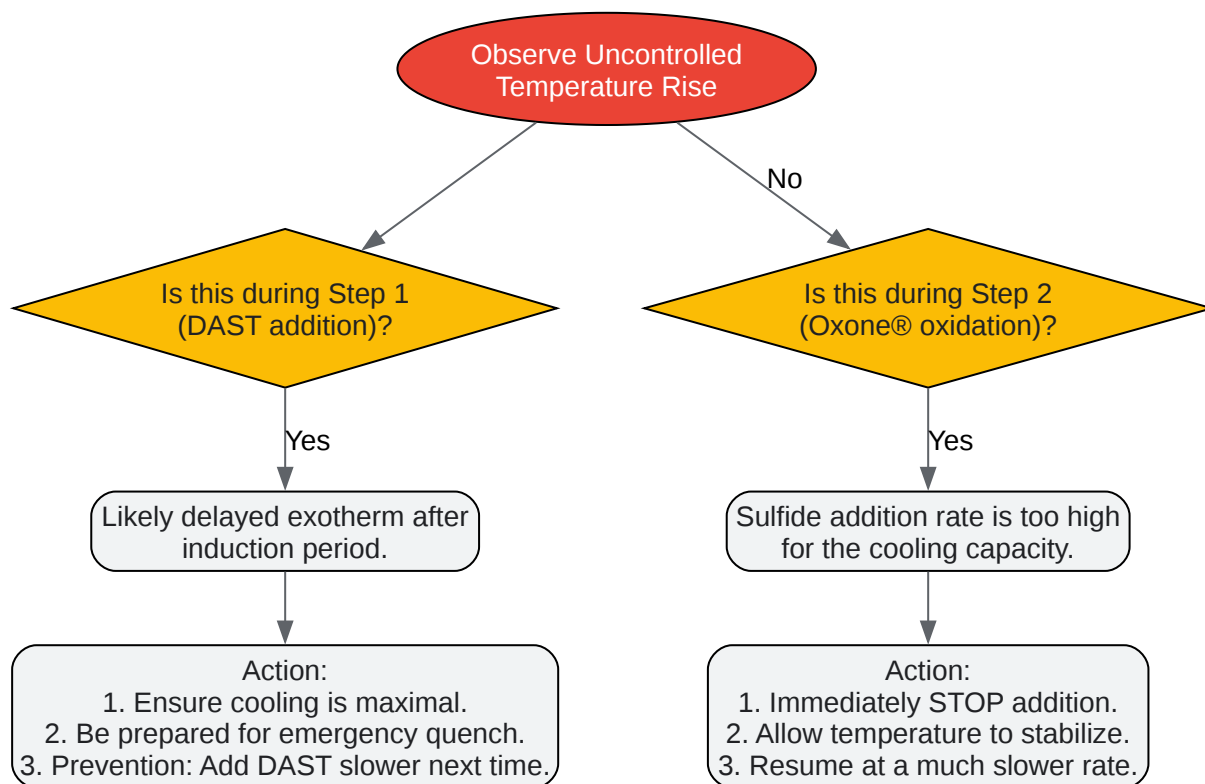 Observe Uncontrolled
Temperature Rise
No
Is this during Step 1
(DAST addition)?
Yes
Likely delayed exotherm after
induction period.
Action:
1. Ensure cooling is maximal.
2. Be prepared for emergency quench.
3. Prevention: Add DAST slower next time.
Is this during Step 2
(Oxone® oxidation)?
Yes
Sulfide addition rate is too high
for the cooling capacity.
Action:
1. Immediately STOP addition.
2. Allow temperature to stabilize.
3. Resume at a much slower rate.